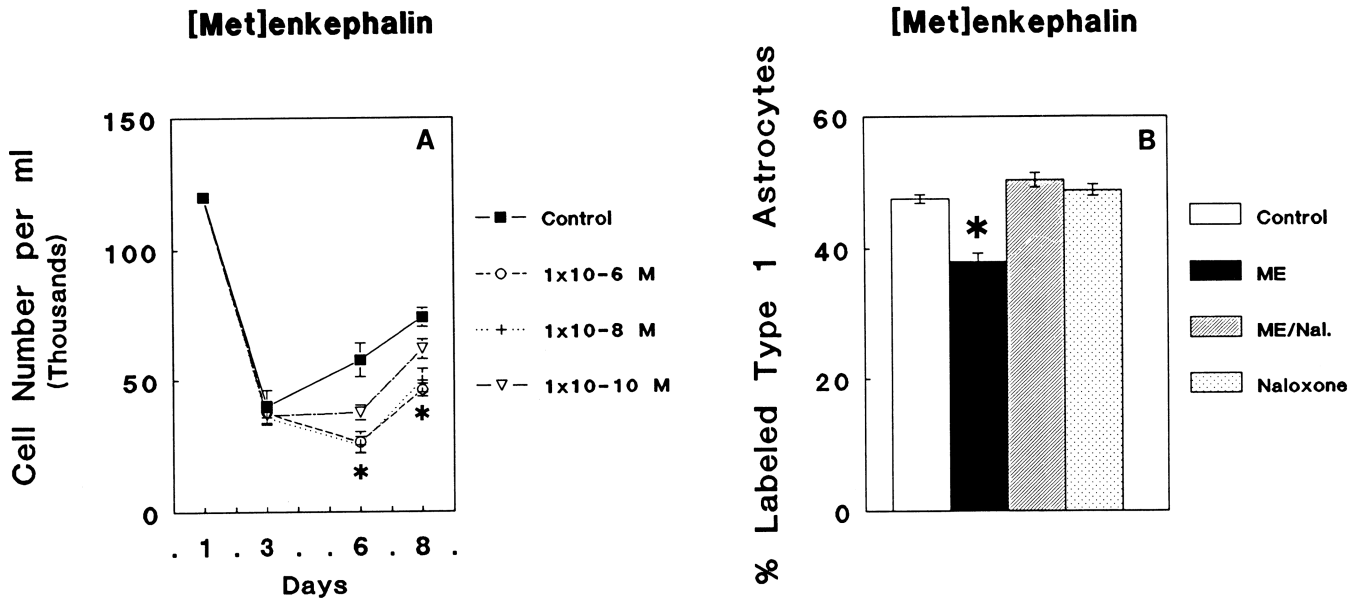 [Met]enkephalin
A
150
100
50
0
Cell Number per ml
(Thousands)
. 1 . 3 . . 6 . 8 .
Days
Control
1x10-6 M
1x10-8 M
1x10-10 M
*
*
[Met]enkephalin
B
60
40
20
0
% Labeled Type 1 Astrocytes
*
Control
ME
ME/Nal.
Naloxone